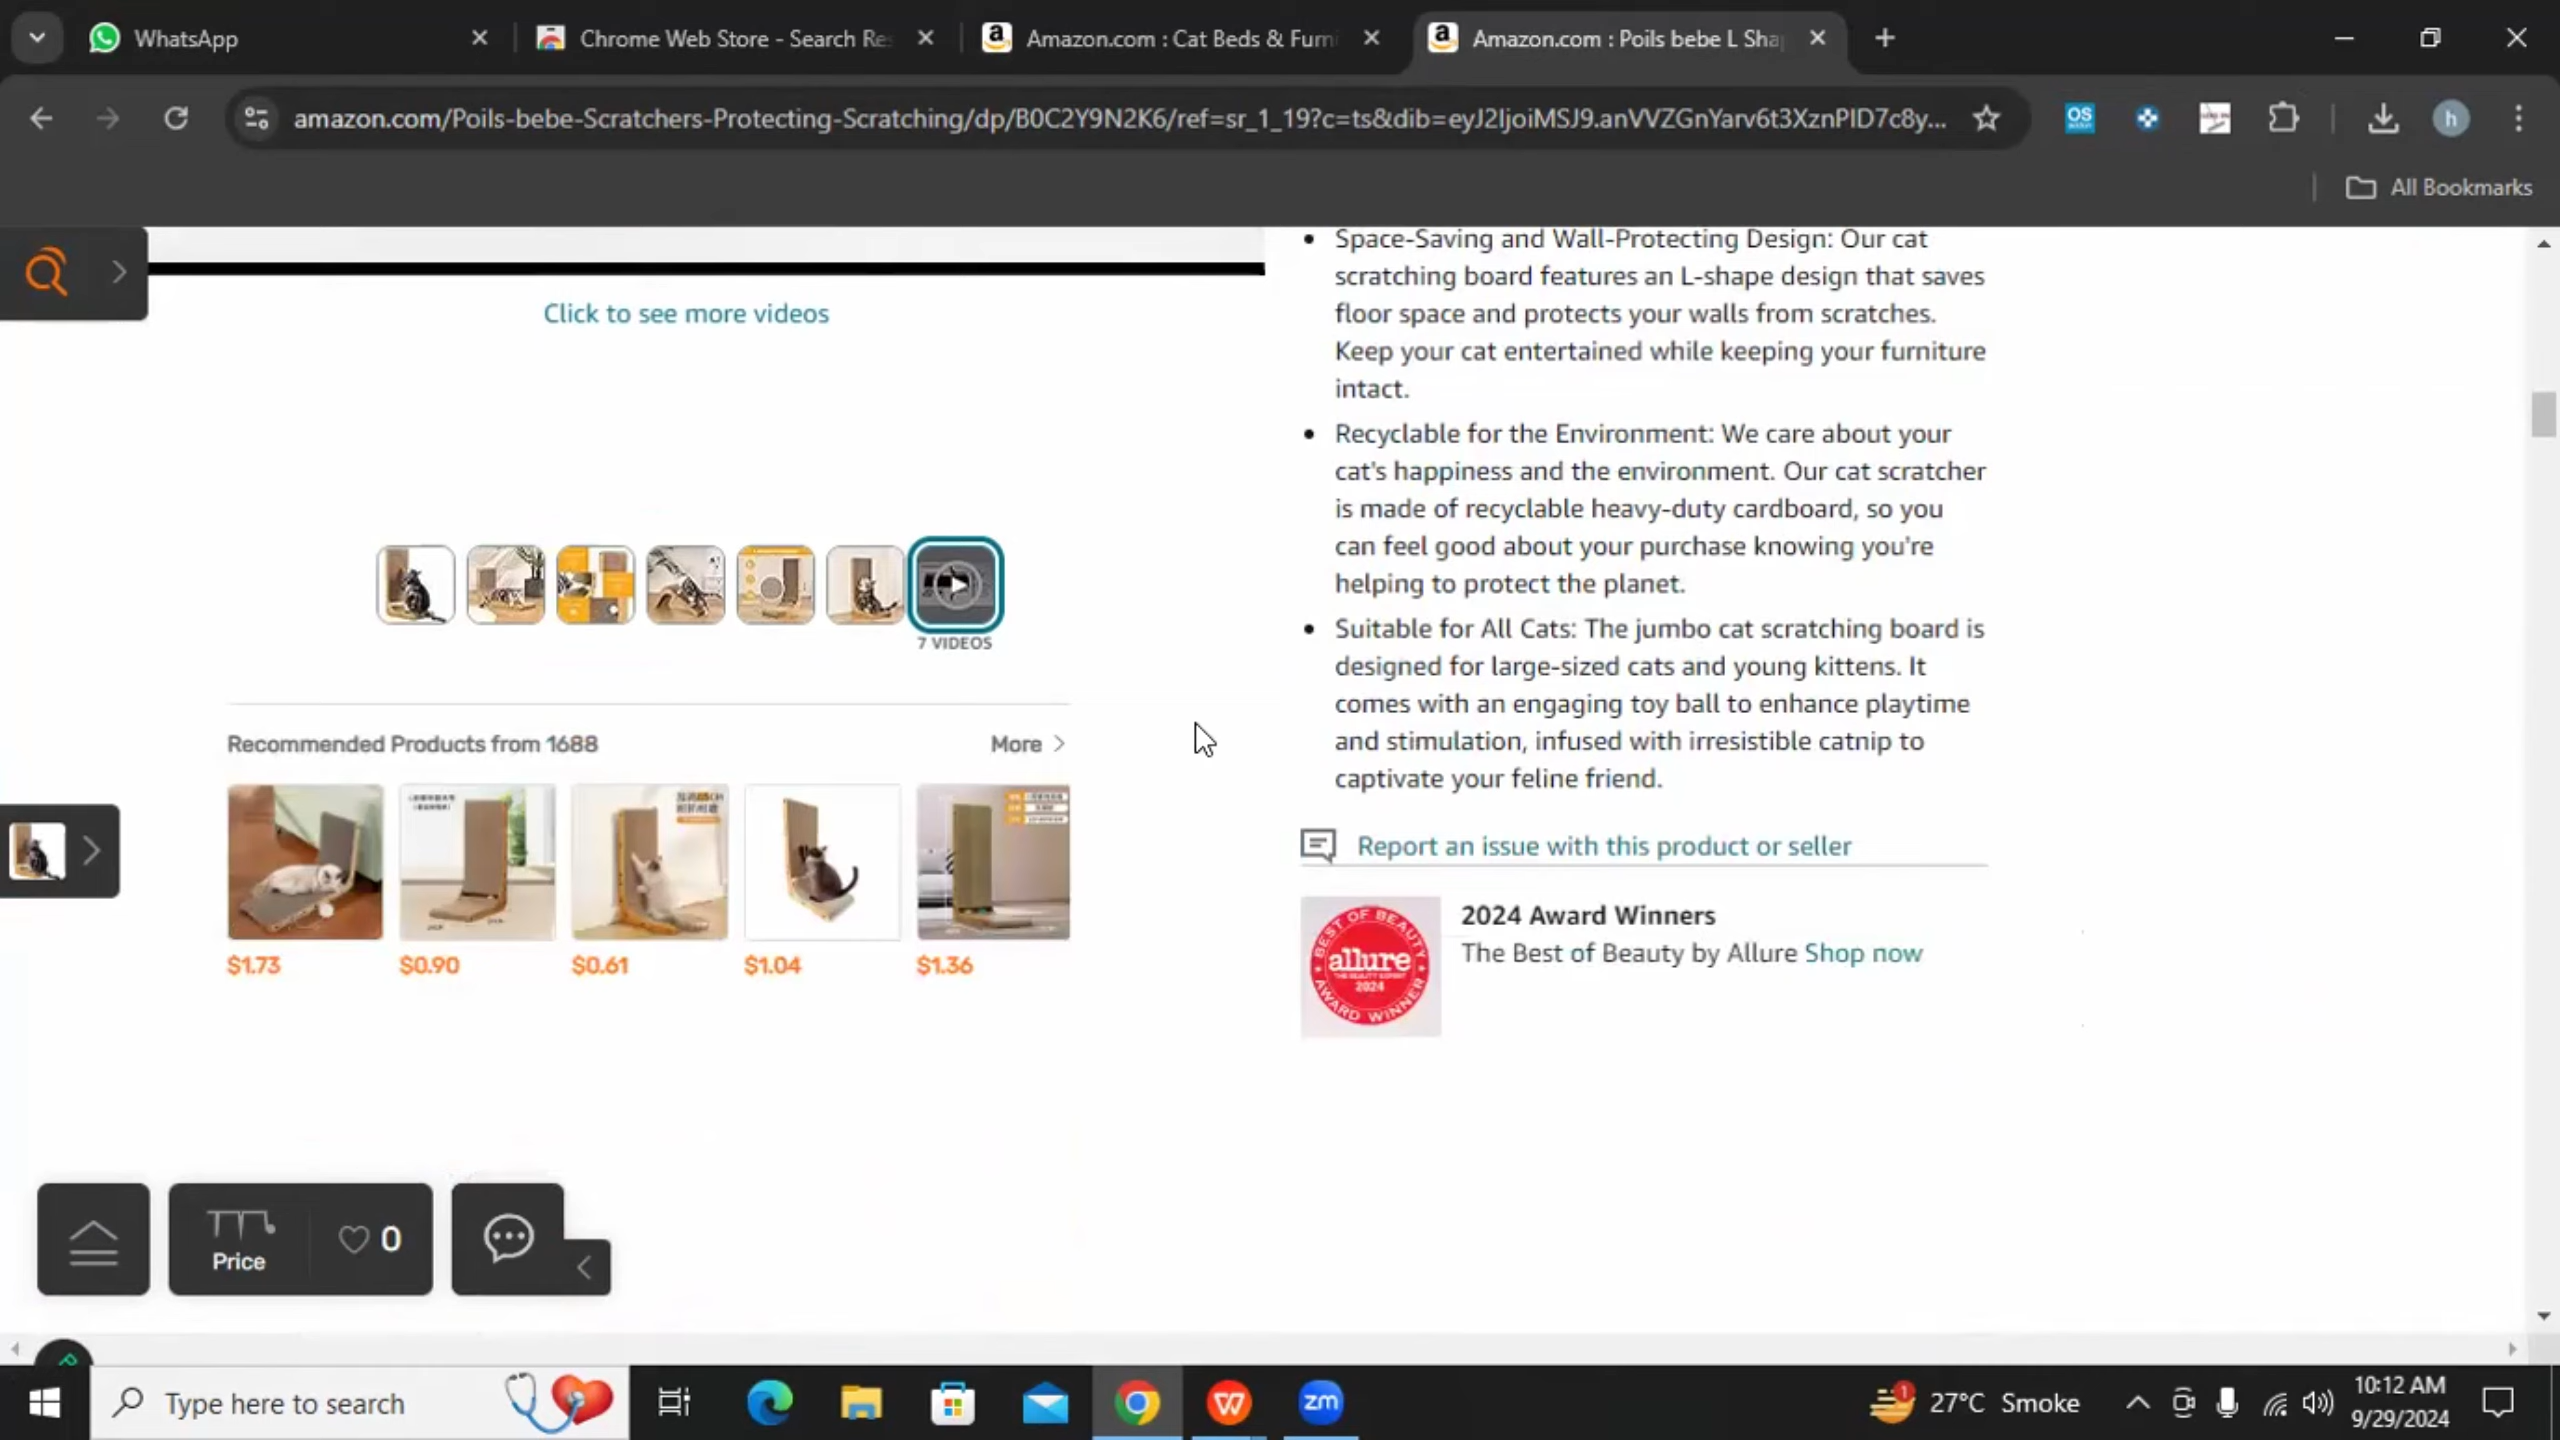 WhatsApp
Chrome Web Store - Search Re
Amazon.com : Cat Beds & Furni
Amazon.com : Poils bebe L Sha
amazon.com/Poils-bebe-Scratchers-Protecting-Scratching/dp/B0C2Y9N2K6/ref=sr_1_19?c=ts&dib=eyJ2IjoiMSJ9.anVVZGnYarv6t3XznPID7c8y...
OS
h
All Bookmarks
Click to see more videos
7 VIDEOS
Recommended Products from 1688
More
$1.73
$0.90
$0.61
$1.04
$1.36
Space-Saving and Wall-Protecting Design: Our cat
scratching board features an L-shape design that saves
floor space and protects your walls from scratches.
Keep your cat entertained while keeping your furniture
intact.
Recyclable for the Environment: We care about your
cat's happiness and the environment. Our cat scratcher
is made of recyclable heavy-duty cardboard, so you
can feel good about your purchase knowing you're
helping to protect the planet.
Suitable for All Cats: The jumbo cat scratching board is
designed for large-sized cats and young kittens. It
comes with an engaging toy ball to enhance playtime
and stimulation, infused with irresistible catnip to
captivate your feline friend.
Report an issue with this product or seller
BEST OF BEAUTY
allure
2024
AWARD WINNER
2024 Award Winners
The Best of Beauty by Allure Shop now
Price
0
Type here to search
zm
1
27°C Smoke
10:12 AM
9/29/2024